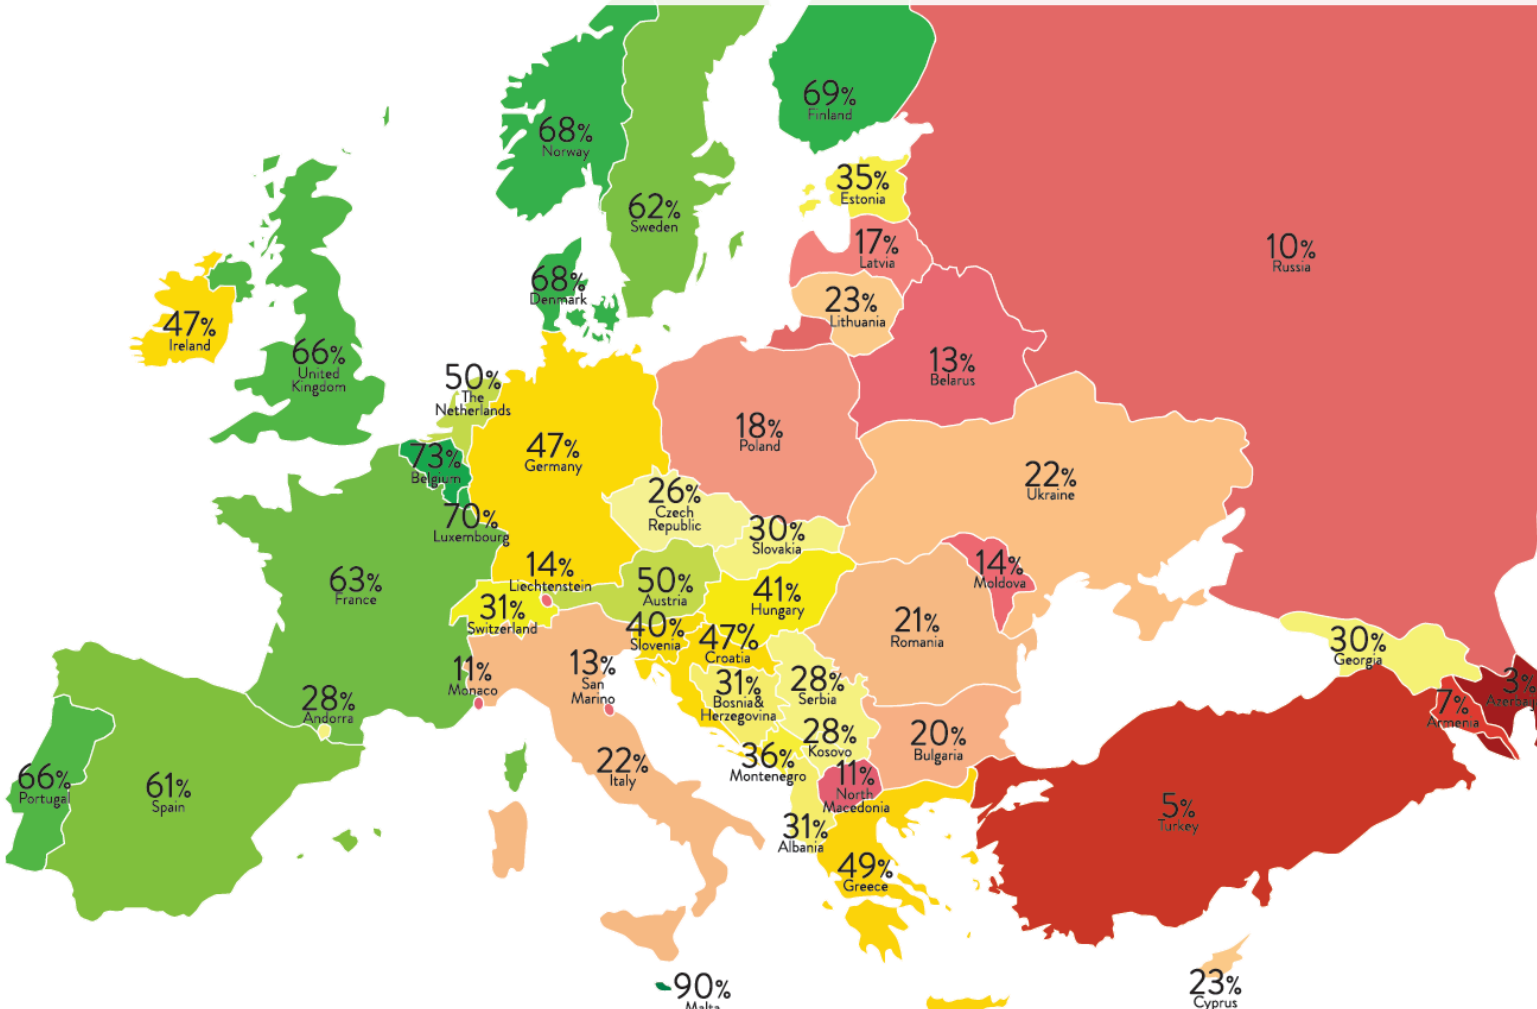 69%
Finland
68%
Norway
35%
Estonia
62%
Sweden
17%
Latvia
10%
Russia
68%
Denmark
23%
Lithuania
47%
Ireland
66%
United
Kingdom
13%
Belarus
50%
The
Netherlands
18%
Poland
47%
Germany
73%
Belgium
22%
Ukraine
26%
Czech
Republic
70%
Luxembourg
30%
Slovakia
14%
Liechtenstein
14%
Moldova
63%
France
50%
Austria
41%
Hungary
31%
Switzerland
21%
Romania
40%
Slovenia
47%
Croatia
30%
Georgia
11%
Monaco
13%
San
Marino
31%
Bosnia&
Herzegovina
28%
Serbia
3%
7%
Armenia
28%
Andorra
28%
Kosovo
20%
Bulgaria
36%
Montenegro
22%
Italy
11%
North
Macedonia
66%
Portugal
61%
Spain
5%
Turkey
31%
Albania
49%
Greece
90%
Malta
23%
Cyprus